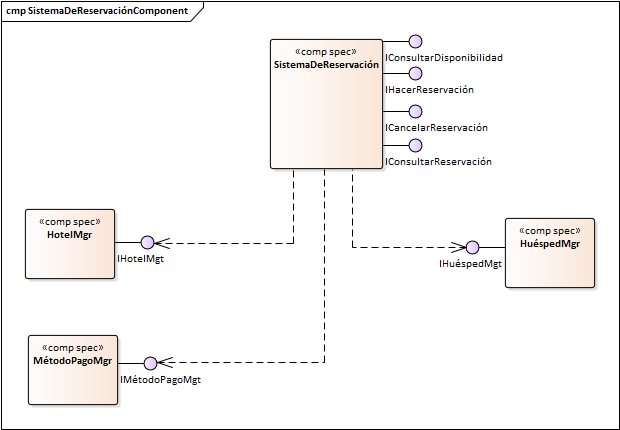 cmp SistemaDeReservaciónComponent
«comp spec»
SistemaDeReservación
IConsultarDisponibilidad
IHacerReservación
ICancelarReservación
IConsultarReservación
«comp spec»
HotelMgr
IHotelMgt
«comp spec»
HuéspedMgr
IHuéspedMgt
«comp spec»
MétodoPagoMgr
IMétodoPagoMgt